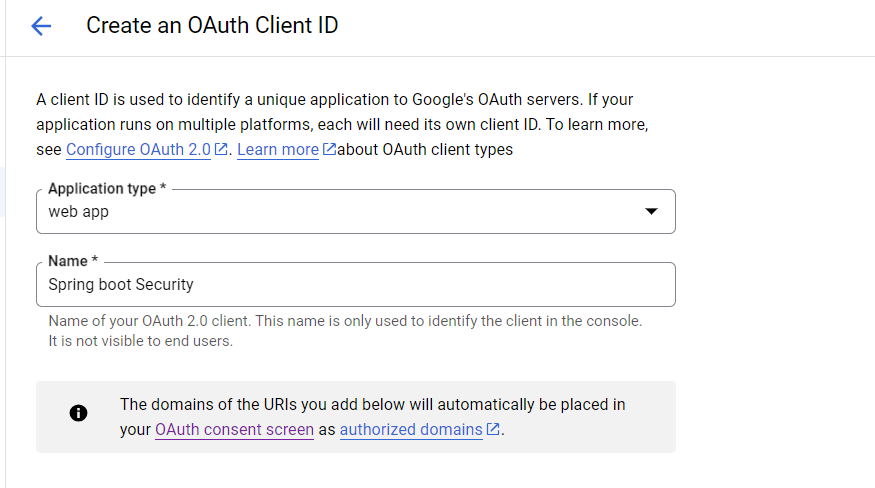 Create an OAuth Client ID
A client ID is used to identify a unique application to Google's OAuth servers. If your
application runs on multiple platforms, each will need its own client ID. To learn more,
see Configure OAuth 2.0. Learn more about OAuth client types
Application type *
web app
Name *
Spring boot Security
Name of your OAuth 2.0 client. This name is only used to identify the client in the console.
It is not visible to end users.
The domains of the URIs you add below will automatically be placed in
your OAuth consent screen as authorized domains.